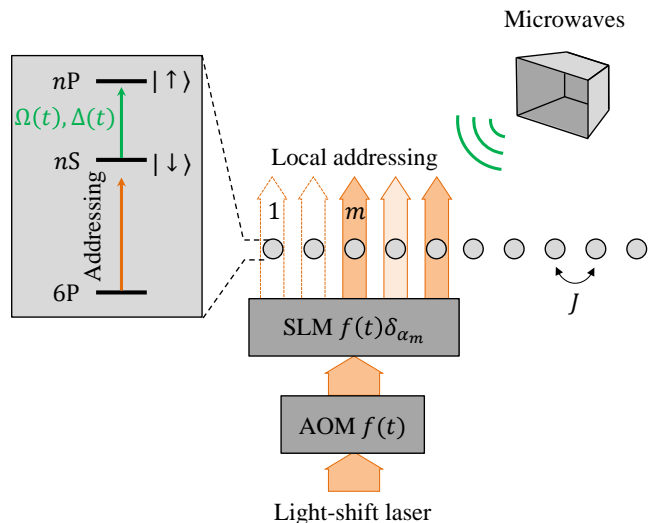 Microwaves
nP
|↑⟩
Ω(t), Δ(t)
nS
|↓⟩
Addressing
6P
Local addressing
1
m
J
SLM f(t)δ_{α_m}
AOM f(t)
Light-shift laser